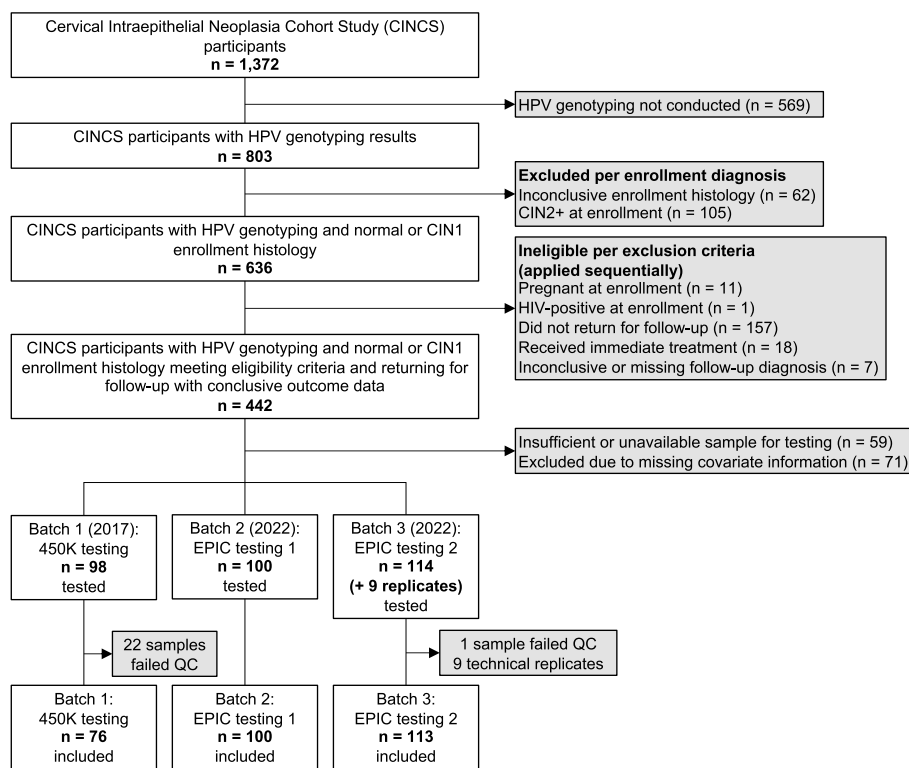 Cervical Intraepithelial Neoplasia Cohort Study (CINCS)
participants
n = 1,372
HPV genotyping not conducted (n = 569)
CINCS participants with HPV genotyping results
n = 803
Excluded per enrollment diagnosis
Inconclusive enrollment histology (n = 62)
CIN2+ at enrollment (n = 105)
CINCS participants with HPV genotyping and normal or CIN1
enrollment histology
n = 636
Ineligible per exclusion criteria
(applied sequentially)
Pregnant at enrollment (n = 11)
HIV-positive at enrollment (n = 1)
Did not return for follow-up (n = 157)
Received immediate treatment (n = 18)
Inconclusive or missing follow-up diagnosis (n = 7)
CINCS participants with HPV genotyping and normal or CIN1
enrollment histology meeting eligibility criteria and returning for
follow-up with conclusive outcome data
n = 442
Insufficient or unavailable sample for testing (n = 59)
Excluded due to missing covariate information (n = 71)
Batch 1 (2017):
450K testing
n = 98
tested
Batch 2 (2022):
EPIC testing 1
n = 100
tested
Batch 3 (2022):
EPIC testing 2
n = 114
(+ 9 replicates)
tested
22 samples
failed QC
1 sample failed QC
9 technical replicates
Batch 1:
450K testing
n = 76
included
Batch 2:
EPIC testing 1
n = 100
included
Batch 3:
EPIC testing 2
n = 113
included